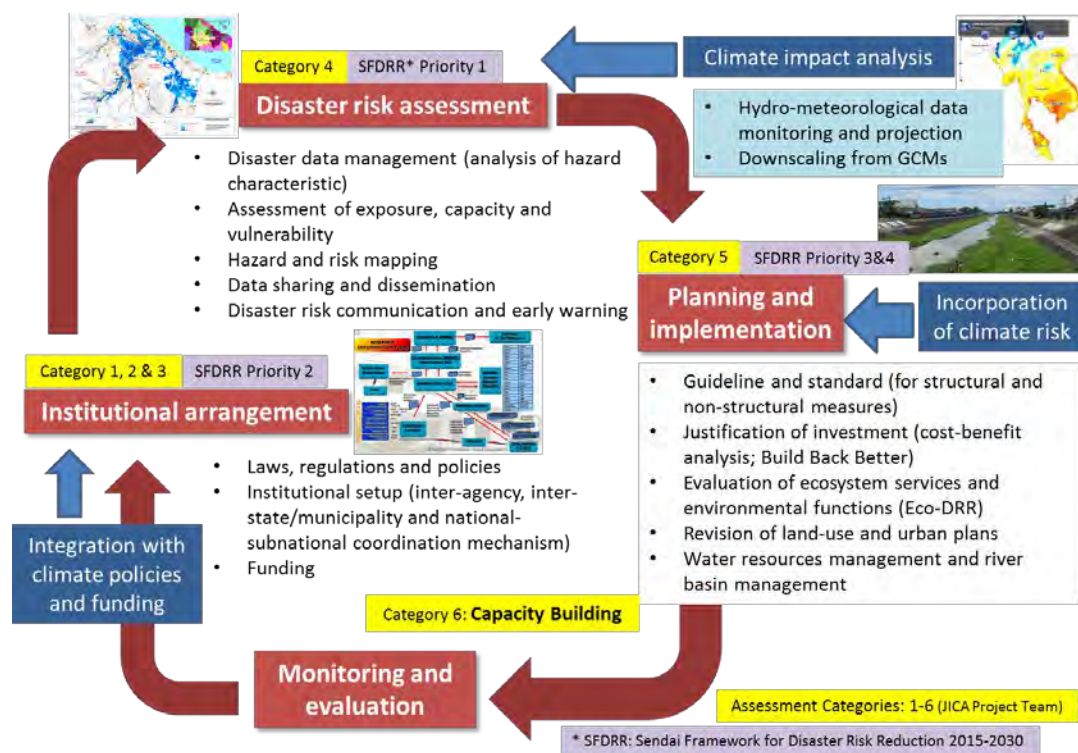 Category 4
SFDRR* Priority 1
Disaster risk assessment
• Disaster data management (analysis of hazard
characteristic)
• Assessment of exposure, capacity and
vulnerability
• Hazard and risk mapping
• Data sharing and dissemination
• Disaster risk communication and early warning
Climate impact analysis
• Hydro-meteorological data
monitoring and projection
• Downscaling from GCMs
Category 5
SFDRR Priority 3&4
Planning and
implementation
Incorporation
of climate risk
• Guideline and standard (for structural and
non-structural measures)
• Justification of investment (cost-benefit
analysis; Build Back Better)
• Evaluation of ecosystem services and
environmental functions (Eco-DRR)
• Revision of land-use and urban plans
• Water resources management and river
basin management
Category 1, 2 & 3
SFDRR Priority 2
Institutional arrangement
• Laws, regulations and policies
• Institutional setup (inter-agency, inter-
state/municipality and national-
subnational coordination mechanism)
• Funding
Integration with
climate policies
and funding
Category 6: Capacity Building
Monitoring and
evaluation
Assessment Categories: 1-6 (JICA Project Team)
* SFDRR: Sendai Framework for Disaster Risk Reduction 2015-2030